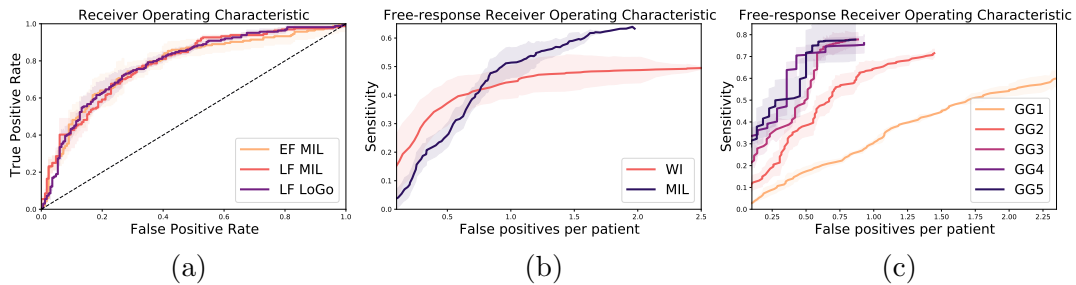 Receiver Operating Characteristic
True Positive Rate
1.0
0.8
0.6
0.4
0.2
0.0
EF MIL
LF MIL
LF LoGo
0.0 0.2 0.4 0.6 0.8 1.0
False Positive Rate
(a)
Free-response Receiver Operating Characteristic
Sensitivity
0.6
0.5
0.4
0.3
0.2
0.1
0.0
WI
MIL
0.5 1.0 1.5 2.0 2.5
False positives per patient
(b)
Free-response Receiver Operating Characteristic
Sensitivity
0.8
0.7
0.6
0.5
0.4
0.3
0.2
0.1
0.0
GG1
GG2
GG3
GG4
GG5
0.25 0.50 0.75 1.00 1.25 1.50 1.75 2.00 2.25
False positives per patient
(c)